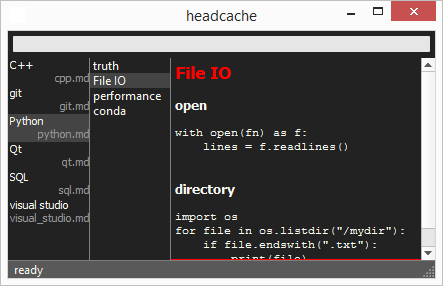 headcache
C++
cpp.md
git
git.md
Python
python.md
Qt
qt.md
SQL
sql.md
visual studio
visual_studio.md
truth
File IO
performance
conda
File IO
open
with open(fn) as f:
    lines = f.readlines()
directory
import os
for file in os.listdir("/mydir"):
    if file.endswith(".txt"):
        print(file)
ready